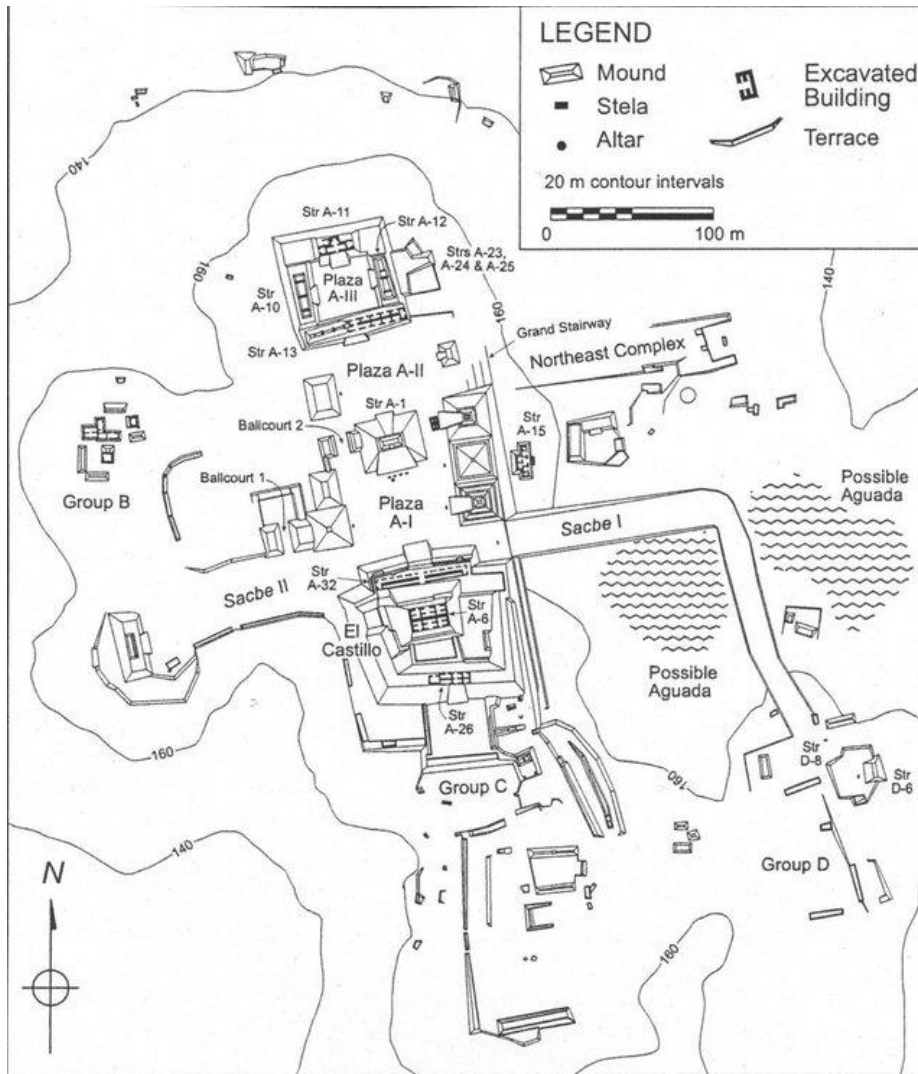 LEGEND
Mound
Stela
Altar
Excavated
Building
Terrace
20 m contour intervals
0 100 m
140
Str A-11
Str A-12
Strs A-23,
A-24 & A-25
160
Plaza
A-III
Str
A-10
160
140
Str A-13
Grand Stairway
Northeast Complex
Plaza A-II
Str A-1
Ballcourt 2
Str
A-15
Ballcourt 1
Group B
Plaza
A-I
Possible
Aguada
Sacbe I
Str
A-32
Sacbe II
Str
A-6
El
Castillo
Possible
Aguada
Str
A-26
160
Str
D-8
Str
D-6
160
Group C
140
Group D
N
160